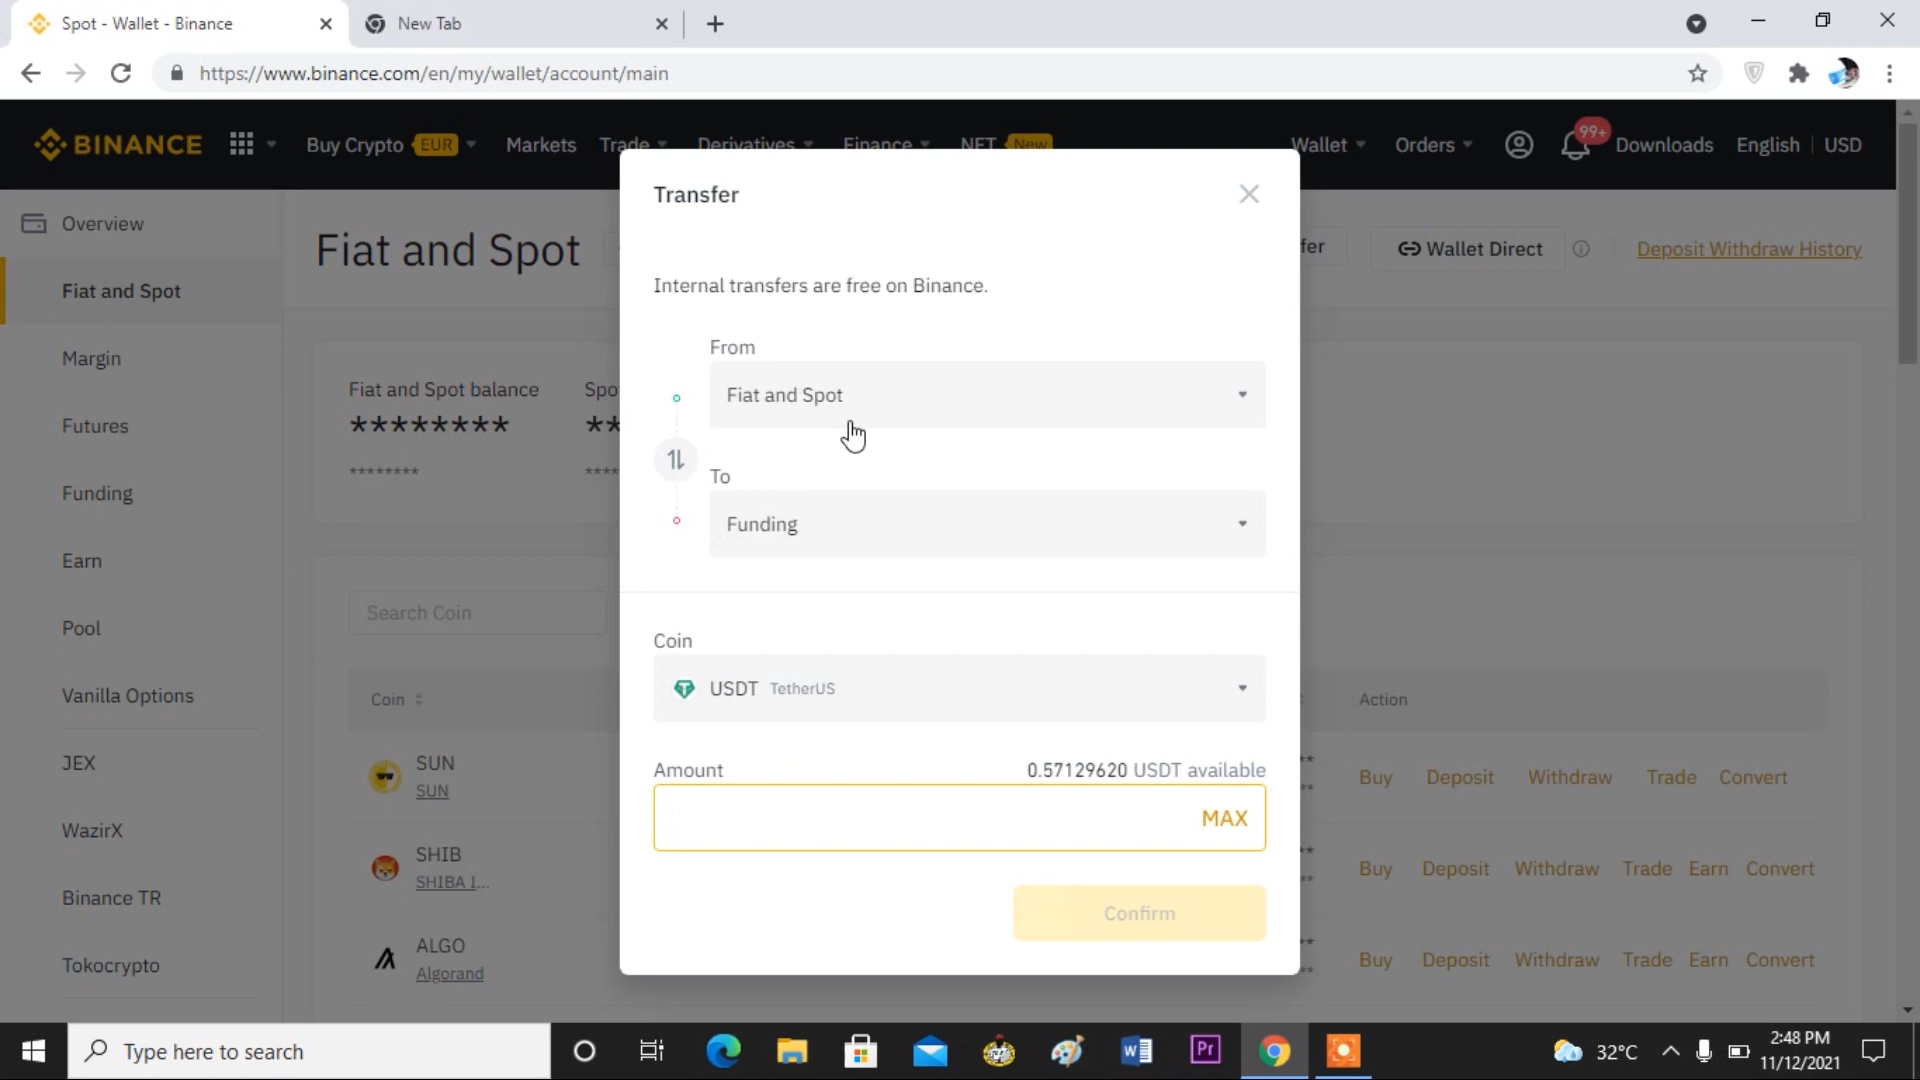 Spot - Wallet - Binance
New Tab
https://www.binance.com/en/my/wallet/account/main
BINANCE
Buy Crypto EUR
Markets
Trade
Derivatives
Finance
NFT New
Wallet
Orders
99+
Downloads
English
USD
Overview
Fiat and Spot
Margin
Futures
Funding
Earn
Pool
Vanilla Options
JEX
WazirX
Binance TR
Tokocrypto
Fiat and Spot
fer
Wallet Direct
Deposit Withdraw History
Fiat and Spot balance
Spo
********
**
********
****
Search Coin
Coin
Action
SUN
SUN
**
**
Buy Deposit Withdraw Trade Convert
SHIB
SHIBA I...
**
**
Buy Deposit Withdraw Trade Earn Convert
ALGO
Algorand
**
**
Buy Deposit Withdraw Trade Earn Convert
Transfer
Internal transfers are free on Binance.
From
Fiat and Spot
To
Funding
Coin
USDT TetherUS
Amount
0.57129620 USDT available
MAX
Confirm
Type here to search
W
Pr
32°C
2:48 PM
11/12/2021